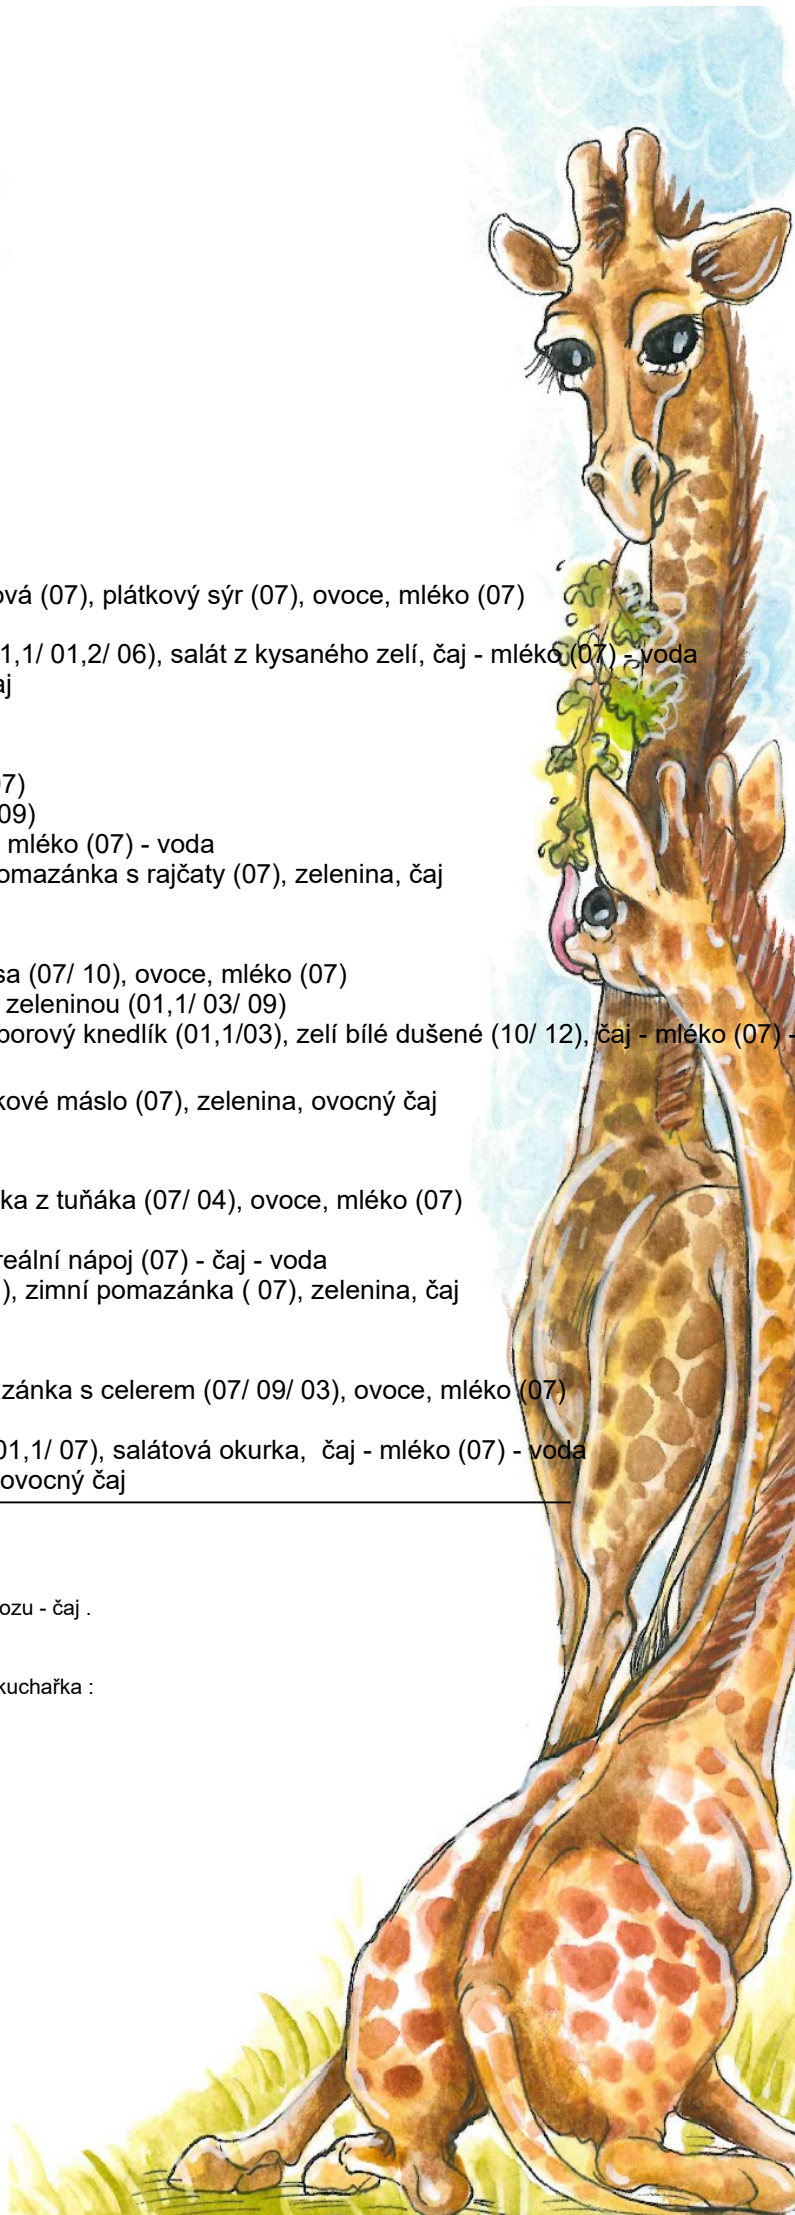 ová (07), plátkový sýr (07), ovoce, mléko (07)
1,1/ 01,2/ 06), salát z kysaného zelí, čaj - mléko (07) - voda
aj
07)
09)
mléko (07) - voda
omazánka s rajčaty (07), zelenina, čaj
sa (07/ 10), ovoce, mléko (07)
zeleninou (01,1/ 03/ 09)
borový knedlík (01,1/03), zelí bílé dušené (10/ 12), čaj - mléko (07) -
kové máslo (07), zelenina, ovocný čaj
ka z tuňáka (07/ 04), ovoce, mléko (07)
reální nápoj (07) - čaj - voda
), zimní pomazánka ( 07), zelenina, čaj
azánka s celerem (07/ 09/ 03), ovoce, mléko (07)
01,1/ 07), salátová okurka, čaj - mléko (07) - voda
ovocný čaj
ozu - čaj .
kuchařka :